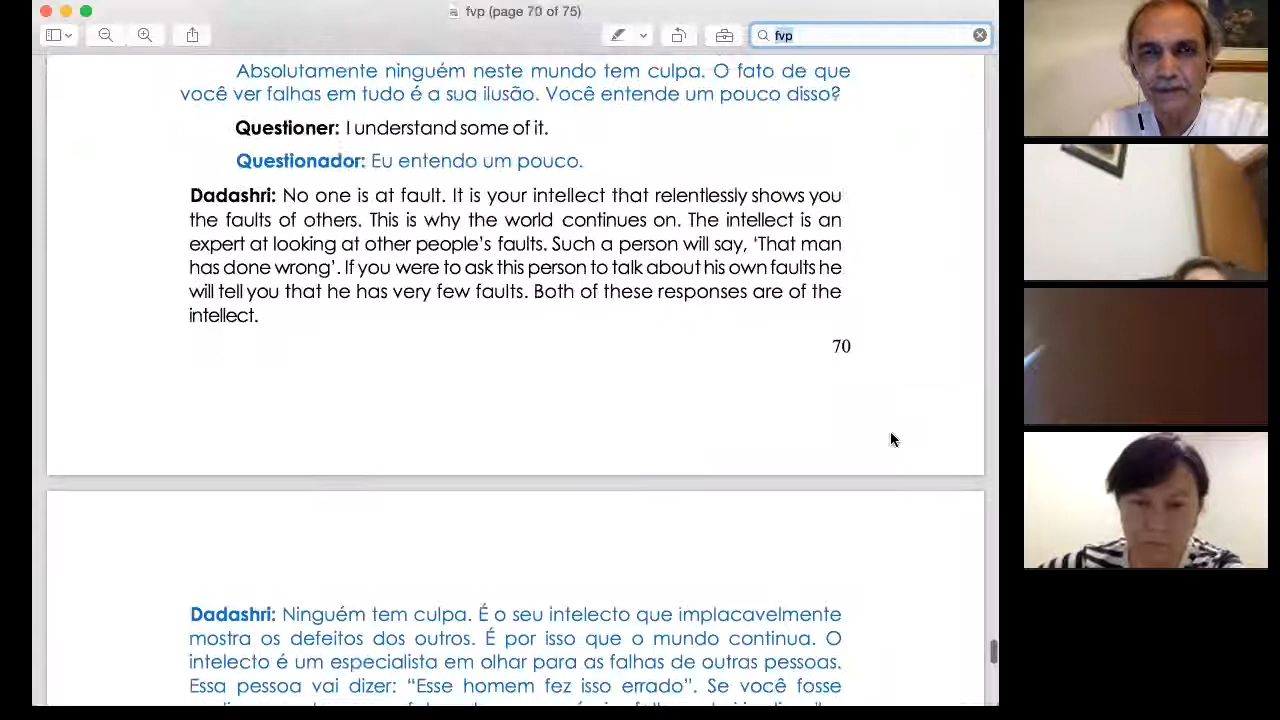 fvp (page 70 of 75)
fvp
Absolutamente ninguém neste mundo tem culpa. O fato de que
você ver falhas em tudo é a sua ilusão. Você entende um pouco disso?
Questioner: I understand some of it.
Questionador: Eu entendo um pouco.
Dadashri: No one is at fault. It is your intellect that relentlessly shows you
the faults of others. This is why the world continues on. The intellect is an
expert at looking at other people's faults. Such a person will say, 'That man
has done wrong'. If you were to ask this person to talk about his own faults he
will tell you that he has very few faults. Both of these responses are of the
intellect.
70
Dadashri: Ninguém tem culpa. É o seu intelecto que implacavelmente
mostra os defeitos dos outros. É por isso que o mundo continua. O
intelecto é um especialista em olhar para as falhas de outras pessoas.
Essa pessoa vai dizer: “Esse homem fez isso errado”. Se você fosse